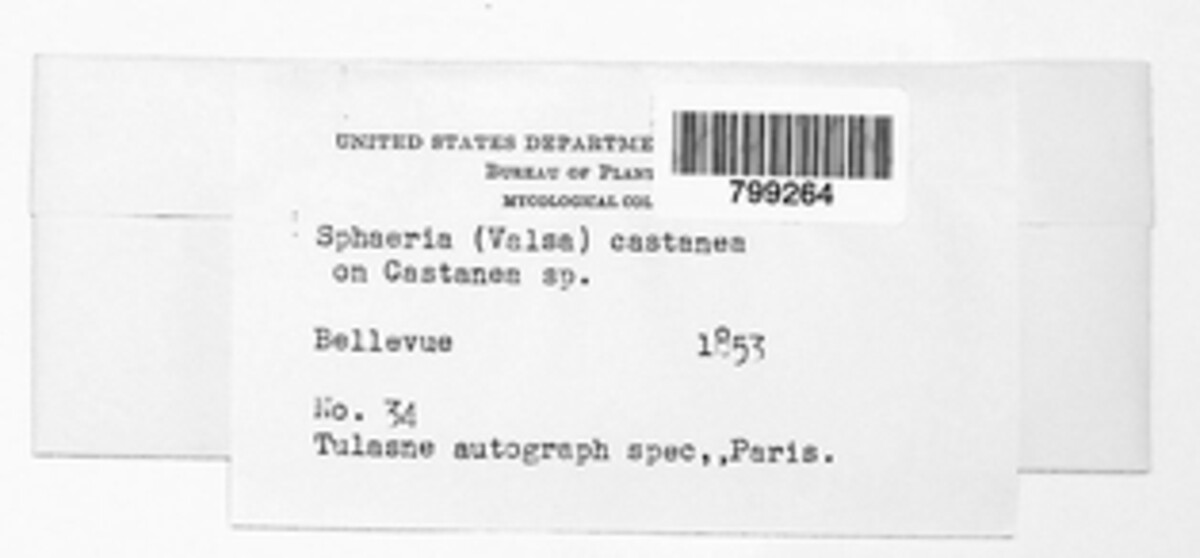 UNITED STATES DEPARTME
BUREAU OF PLANT
MYCOLOGICAL COL
799264
Sphaeria (Valsa) castanea
on Castanea sp.
Bellevue 1853
No. 34
Tulasne autograph spec,,Paris.